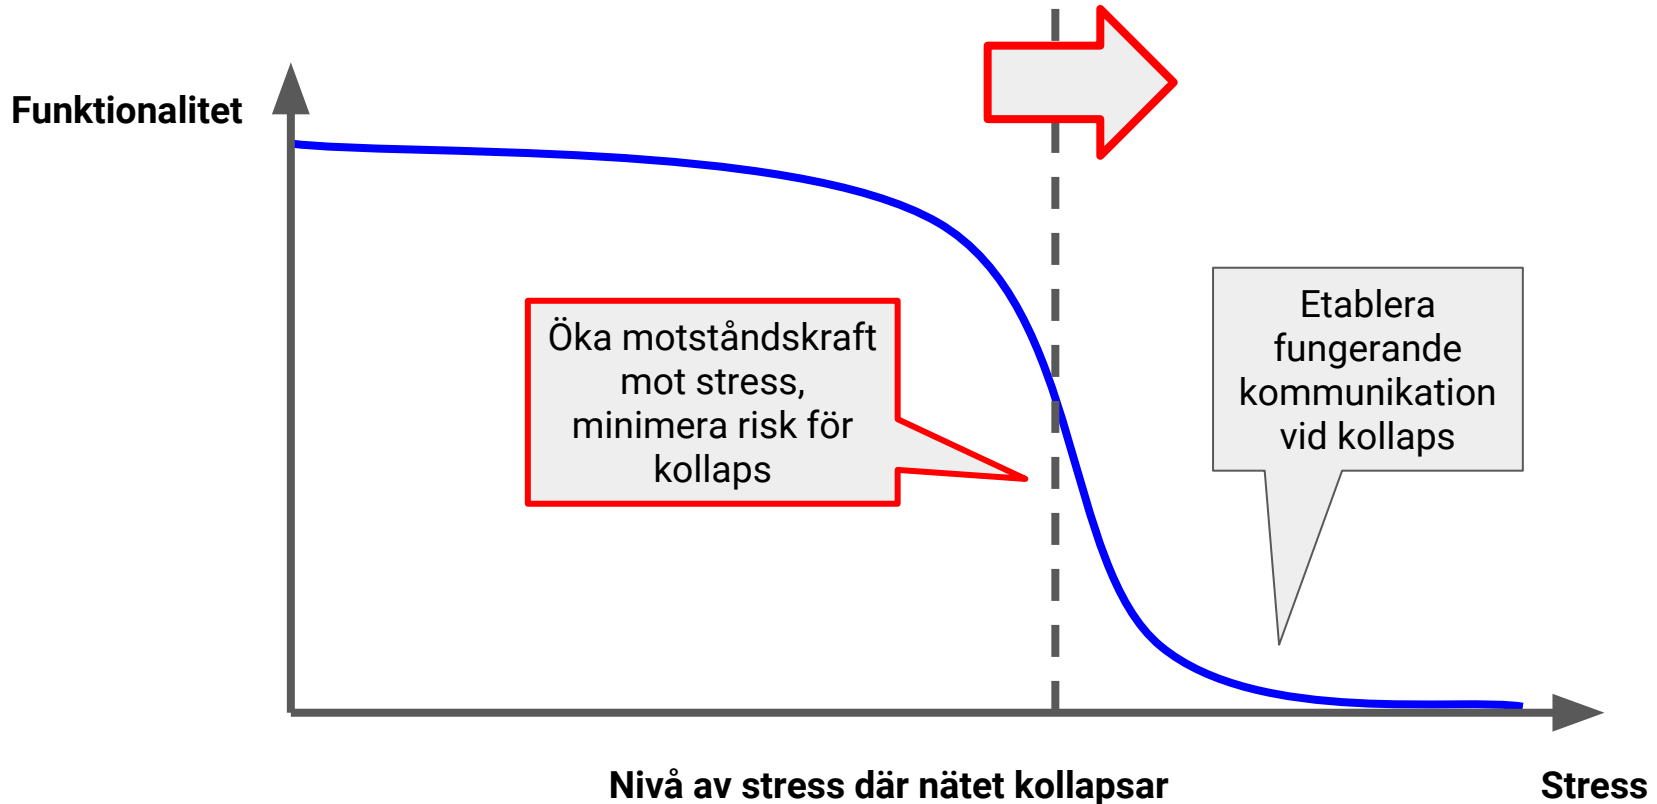 Funktionalitet
Öka motståndskraft
mot stress,
minimera risk för
kollaps
Etablera
fungerande
kommunikation
vid kollaps
Nivå av stress där nätet kollapsar
Stress